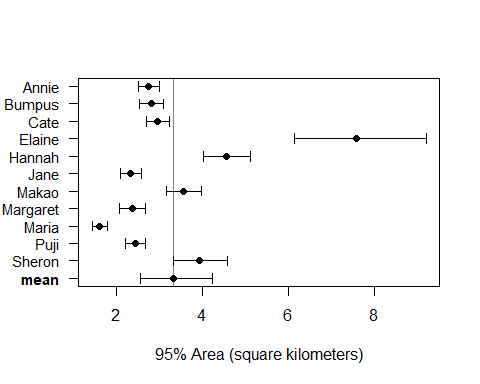 Annie
Bumpus
Cate
Elaine
Hannah
Jane
Makao
Margaret
Maria
Puji
Sheron
mean
2 4 6 8
95% Area (square kilometers)